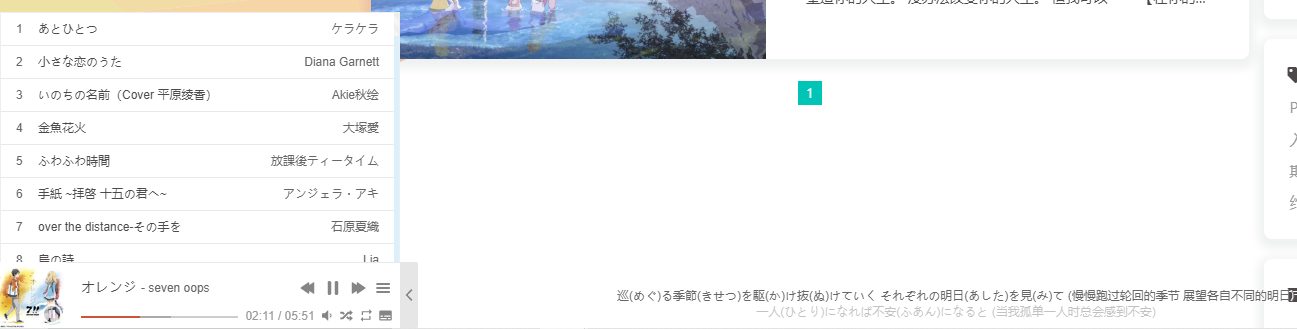 1 あとひとつ ケラケラ
2 小さな恋のうた Diana Garnett
3 いのちの名前（Cover 平原綾香） Akie秋绘
4 金魚花火 大塚愛
5 ふわふわ時間 放課後ティータイム
6 手紙 ~拝啓 十五の君へ~ アンジェラ・アキ
7 over the distance-その手を 石原夏織
8 鳥の詩 Lia
オレンジ - seven oops
02:11 / 05:51
1
巡(めぐ)る季節(きせつ)を駆(か)け抜(ぬ)けていく それぞれの明日(あした)を見(み)て (慢慢跑过轮回的季节 展望各自不同的明日)
一人(ひとり)になれば不安(ふあん)になると (当我孤单一人时总会感到不安)